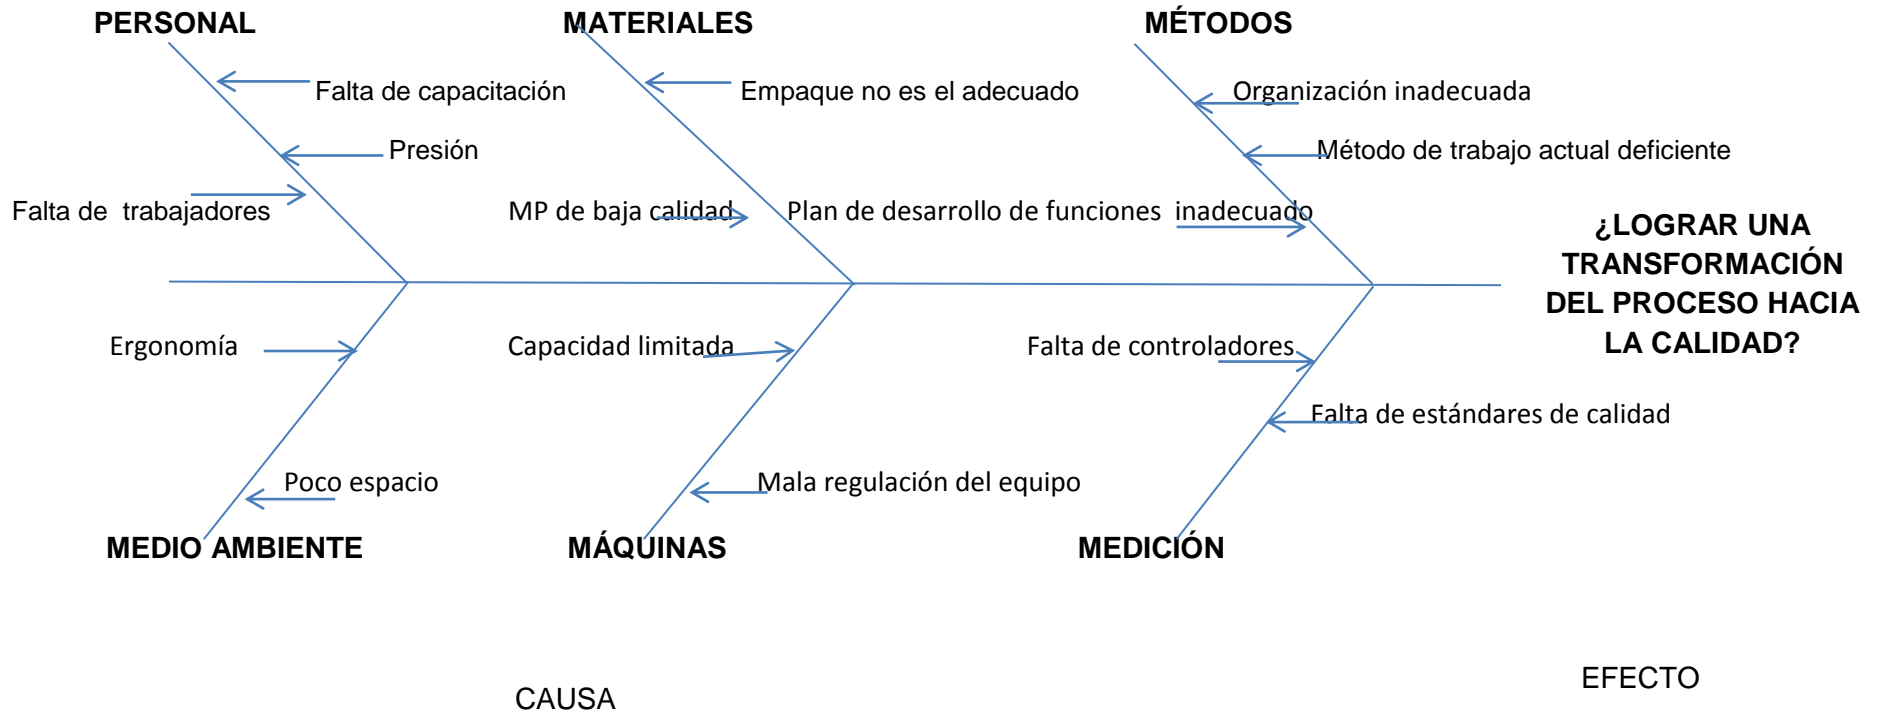 PERSONAL
MATERIALES
MÉTODOS
Falta de capacitación
Empaque no es el adecuado
Organización inadecuada
Presión
Método de trabajo actual deficiente
Falta de trabajadores
MP de baja calidad
Plan de desarrollo de funciones inadecuado
¿LOGRAR UNA
TRANSFORMACIÓN
DEL PROCESO HACIA
LA CALIDAD?
Ergonomía
Capacidad limitada
Falta de controladores
Falta de estándares de calidad
Poco espacio
Mala regulación del equipo
MEDIO AMBIENTE
MÁQUINAS
MEDICIÓN
CAUSA
EFECTO